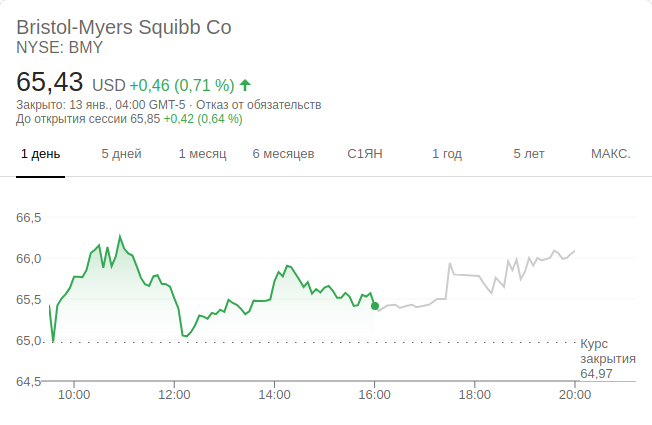 Bristol-Myers Squibb Co
NYSE: BMY
65,43 USD +0,46 (0,71 %)
Закрыто: 13 янв., 04:00 GMT-5 · Отказ от обязательств
До открытия сессии 65,85 +0,42 (0,64 %)
1 день 5 дней 1 месяц 6 месяцев С1ЯН 1 год 5 лет МАКС.
66,5
66,0
65,5
65,0
Курс
закрытия
64,97
64,5
10:00 12:00 14:00 16:00 18:00 20:00